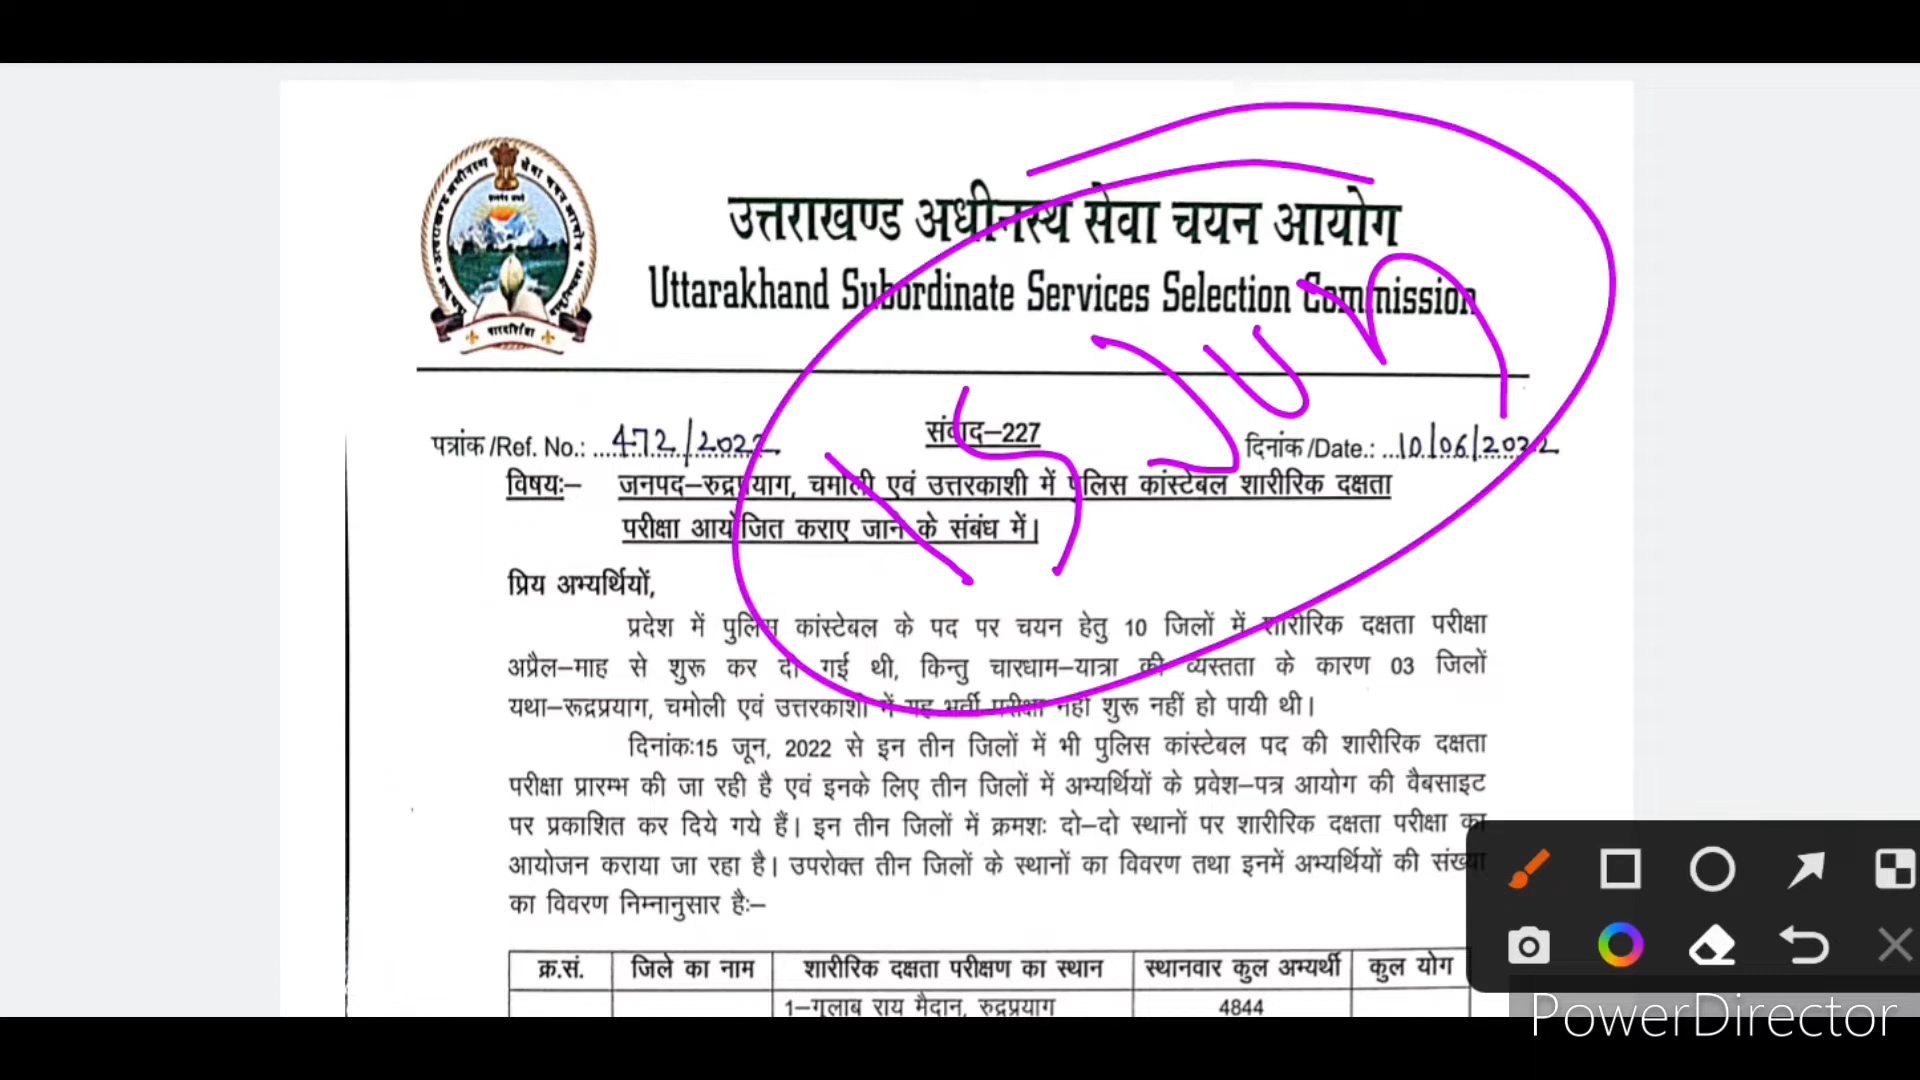 उत्तराखण्ड अधीनस्थ सेवा चयन आयोग
Uttarakhand Subordinate Services Selection Commission
15 Jun
पत्रांक /Ref. No.: ...472/2022...
संवाद–227
दिनांक/Date.: ...10/06/2022
विषयः– जनपद–रुद्रप्रयाग, चमोली एवं उत्तरकाशी में पुलिस कांस्टेबल शारीरिक दक्षता
परीक्षा आयोजित कराए जाने के संबंध में।
प्रिय अभ्यर्थियों,
प्रदेश में पुलिस कांस्टेबल के पद पर चयन हेतु 10 जिलों में शारीरिक दक्षता परीक्षा
अप्रैल–माह से शुरू कर दी गई थी, किन्तु चारधाम–यात्रा की व्यस्तता के कारण 03 जिलों
यथा–रूद्रप्रयाग, चमोली एवं उत्तरकाशी में यह भर्ती परीक्षा नहीं शुरू नहीं हो पायी थी।
दिनांकः15 जून, 2022 से इन तीन जिलों में भी पुलिस कांस्टेबल पद की शारीरिक दक्षता
परीक्षा प्रारम्भ की जा रही है एवं इनके लिए तीन जिलों में अभ्यर्थियों के प्रवेश–पत्र आयोग की वैबसाइट
पर प्रकाशित कर दिये गये हैं। इन तीन जिलों में क्रमशः दो–दो स्थानों पर शारीरिक दक्षता परीक्षा का
आयोजन कराया जा रहा है। उपरोक्त तीन जिलों के स्थानों का विवरण तथा इनमें अभ्यर्थियों की संख्या
का विवरण निम्नानुसार हैः–
क्र.सं. जिले का नाम शारीरिक दक्षता परीक्षण का स्थान स्थानवार कुल अभ्यर्थी कुल योग
1–गुलाब राय मैदान, रुद्रप्रयाग 4844
PowerDirector